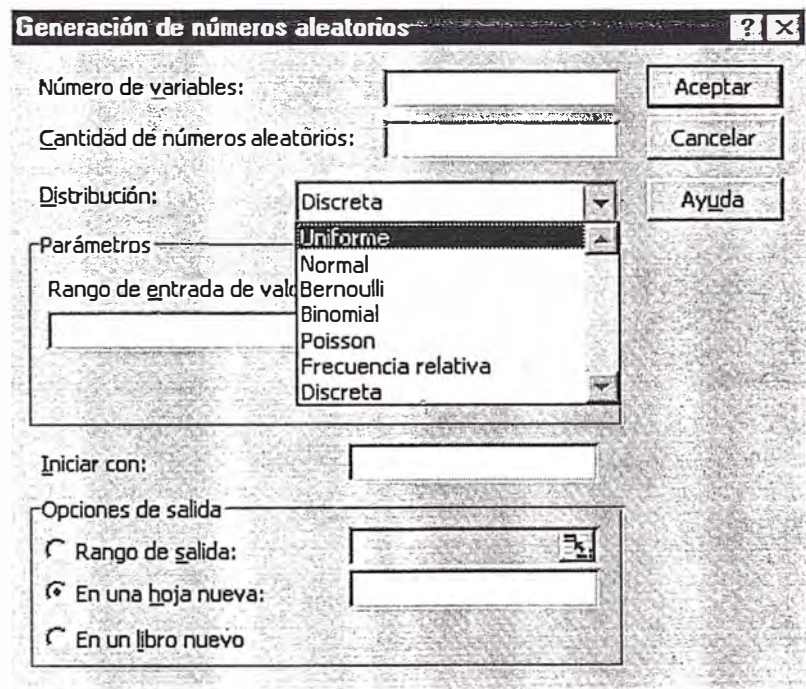 Generación de números aleatorios
Número de variables:
Aceptar
Cantidad de números aleatorios:
Cancelar
Distribución:
Discreta
Ayuda
Uniforme
Parámetros
Normal
Rango de entrada de valo
Bernoulli
Binomial
Poisson
Frecuencia relativa
Discreta
Iniciar con:
Opciones de salida
Rango de salida:
En una hoja nueva:
En un libro nuevo